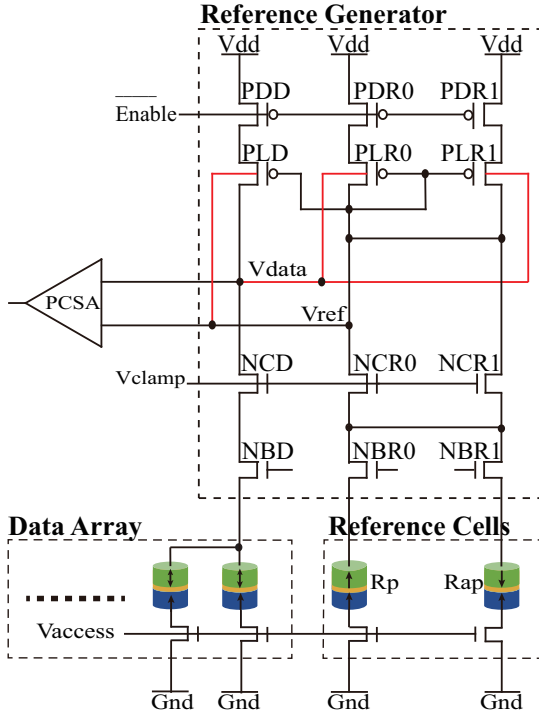 Reference Generator
Vdd Vdd Vdd
PDD PDR0 PDR1
Enable
PLD PLR0 PLR1
Vdata
PCSA
Vref
NCD NCR0 NCR1
Vclamp
NBD NBR0 NBR1
Data Array Reference Cells
Rp Rap
Vaccess
Gnd Gnd Gnd Gnd